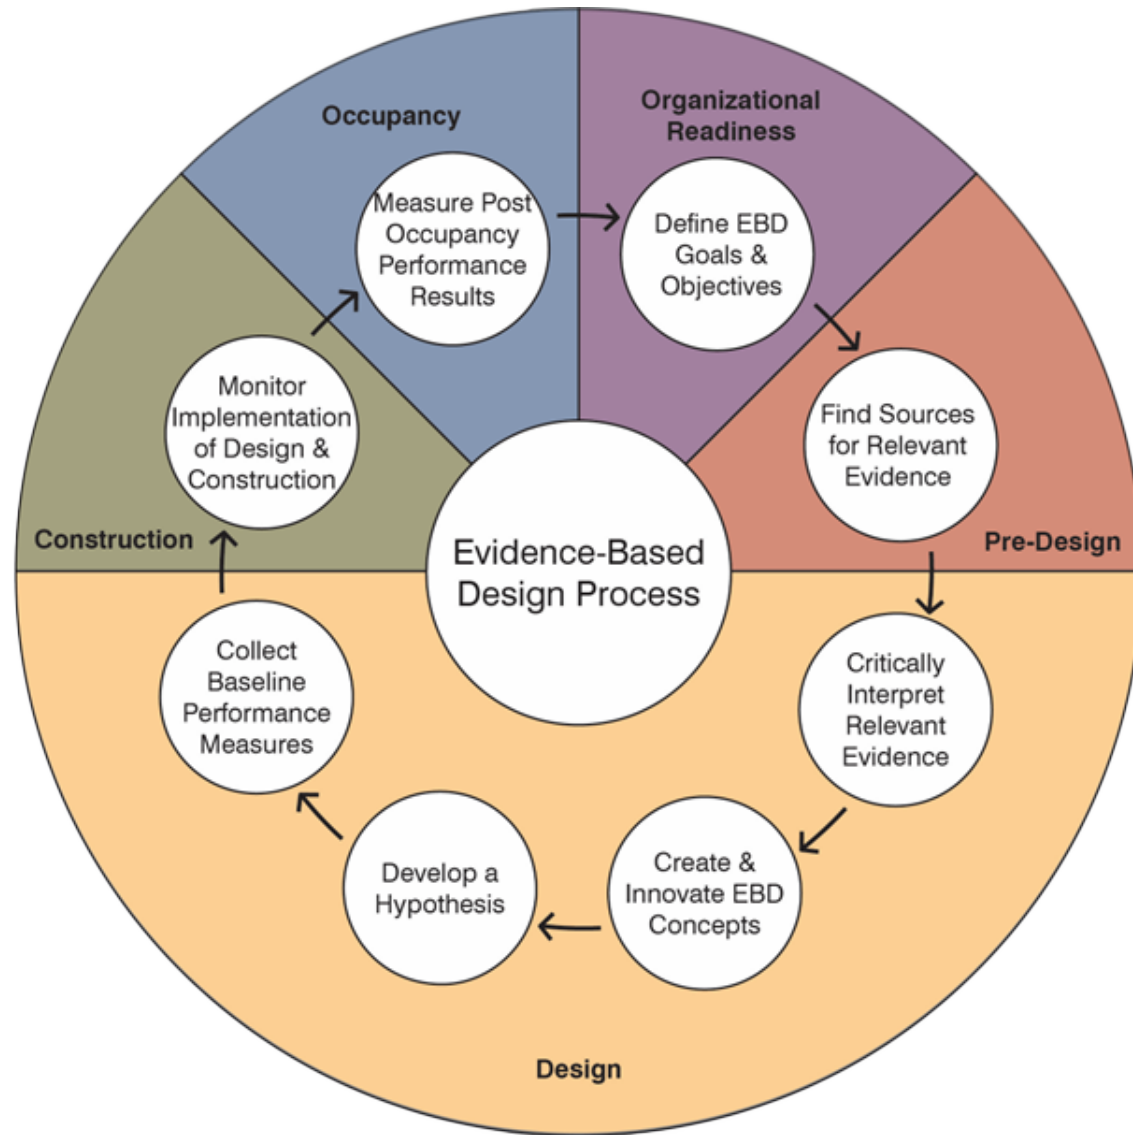 Occupancy
Organizational
Readiness
Measure Post
Occupancy
Performance
Results
Define EBD
Goals &
Objectives
Find Sources
for Relevant
Evidence
Pre-Design
Critically
Interpret
Relevant
Evidence
Create &
Innovate EBD
Concepts
Develop a
Hypothesis
Design
Collect
Baseline
Performance
Measures
Construction
Monitor
Implementation
of Design &
Construction
Evidence-Based
Design Process